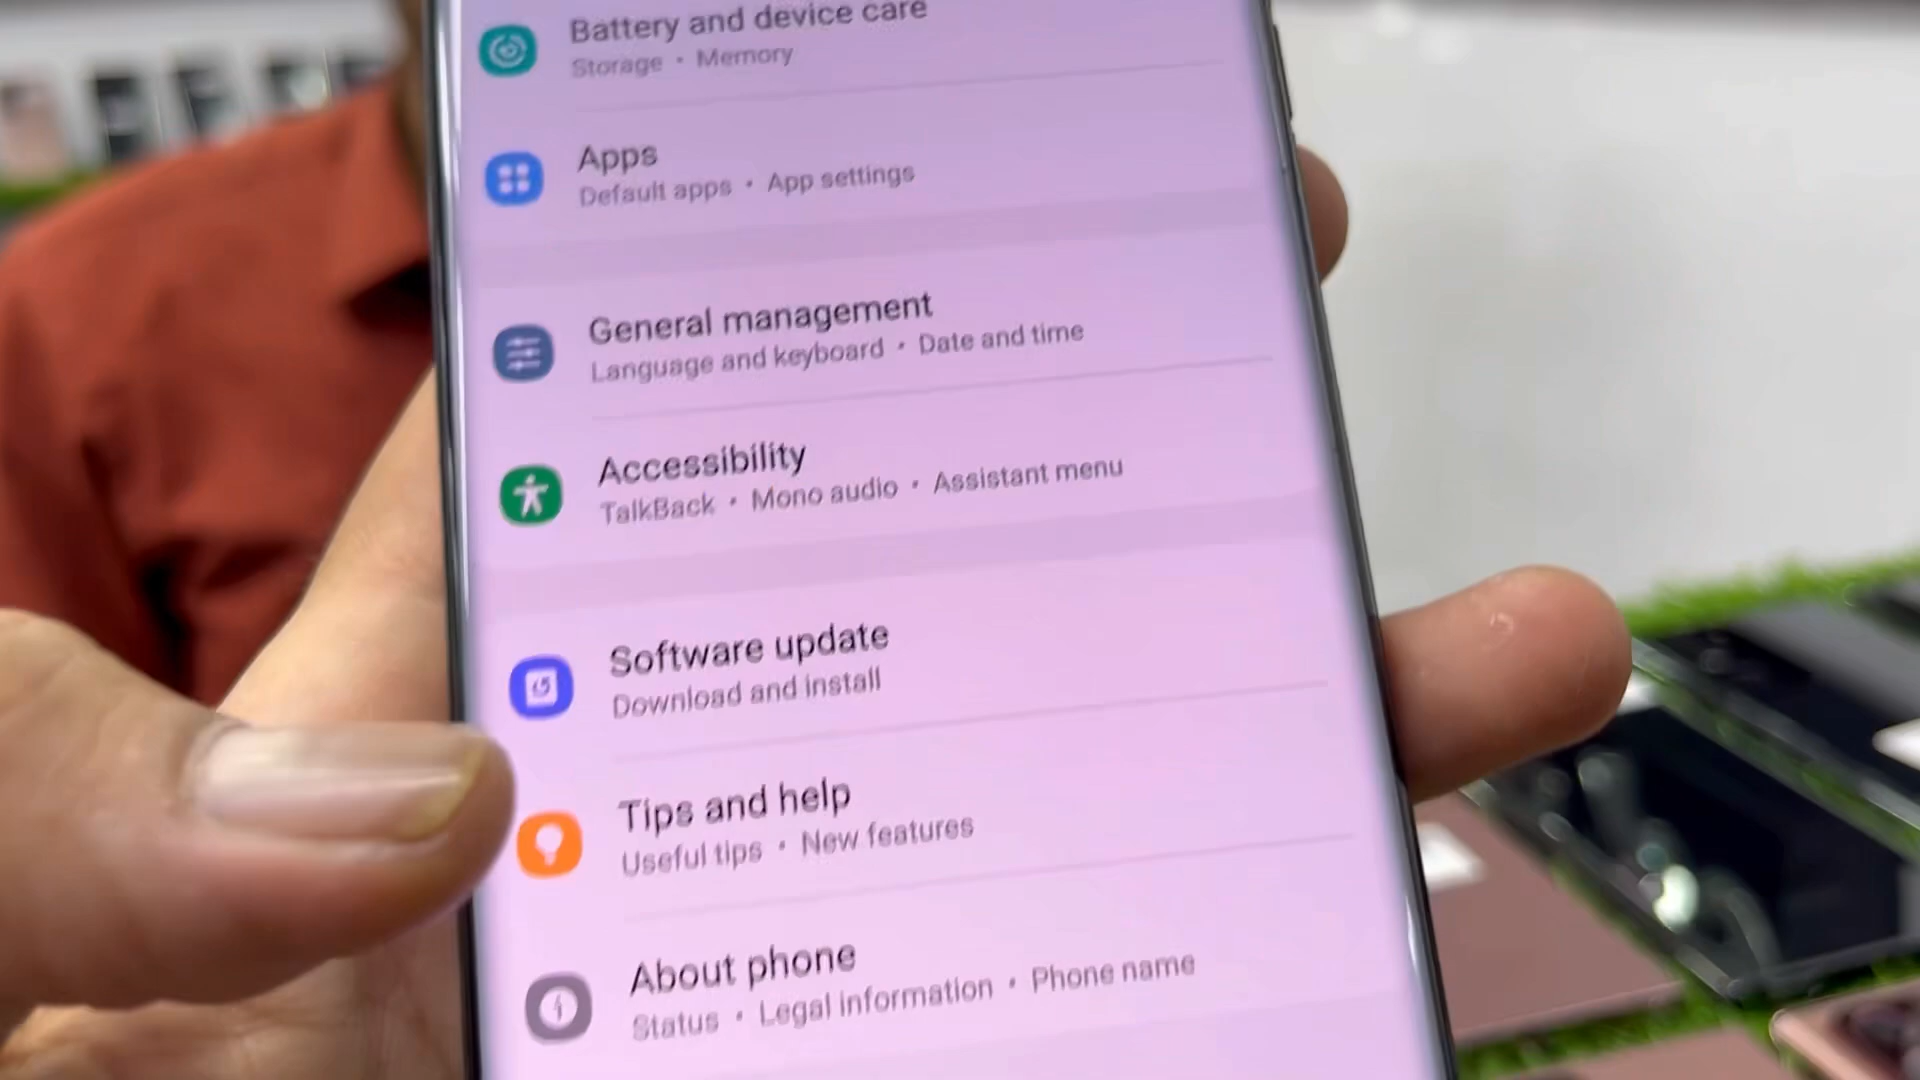 Battery and device care
Storage • Memory
Apps
Default apps • App settings
General management
Language and keyboard • Date and time
Accessibility
TalkBack • Mono audio • Assistant menu
Software update
Download and install
Tips and help
Useful tips • New features
About phone
Status • Legal information • Phone name